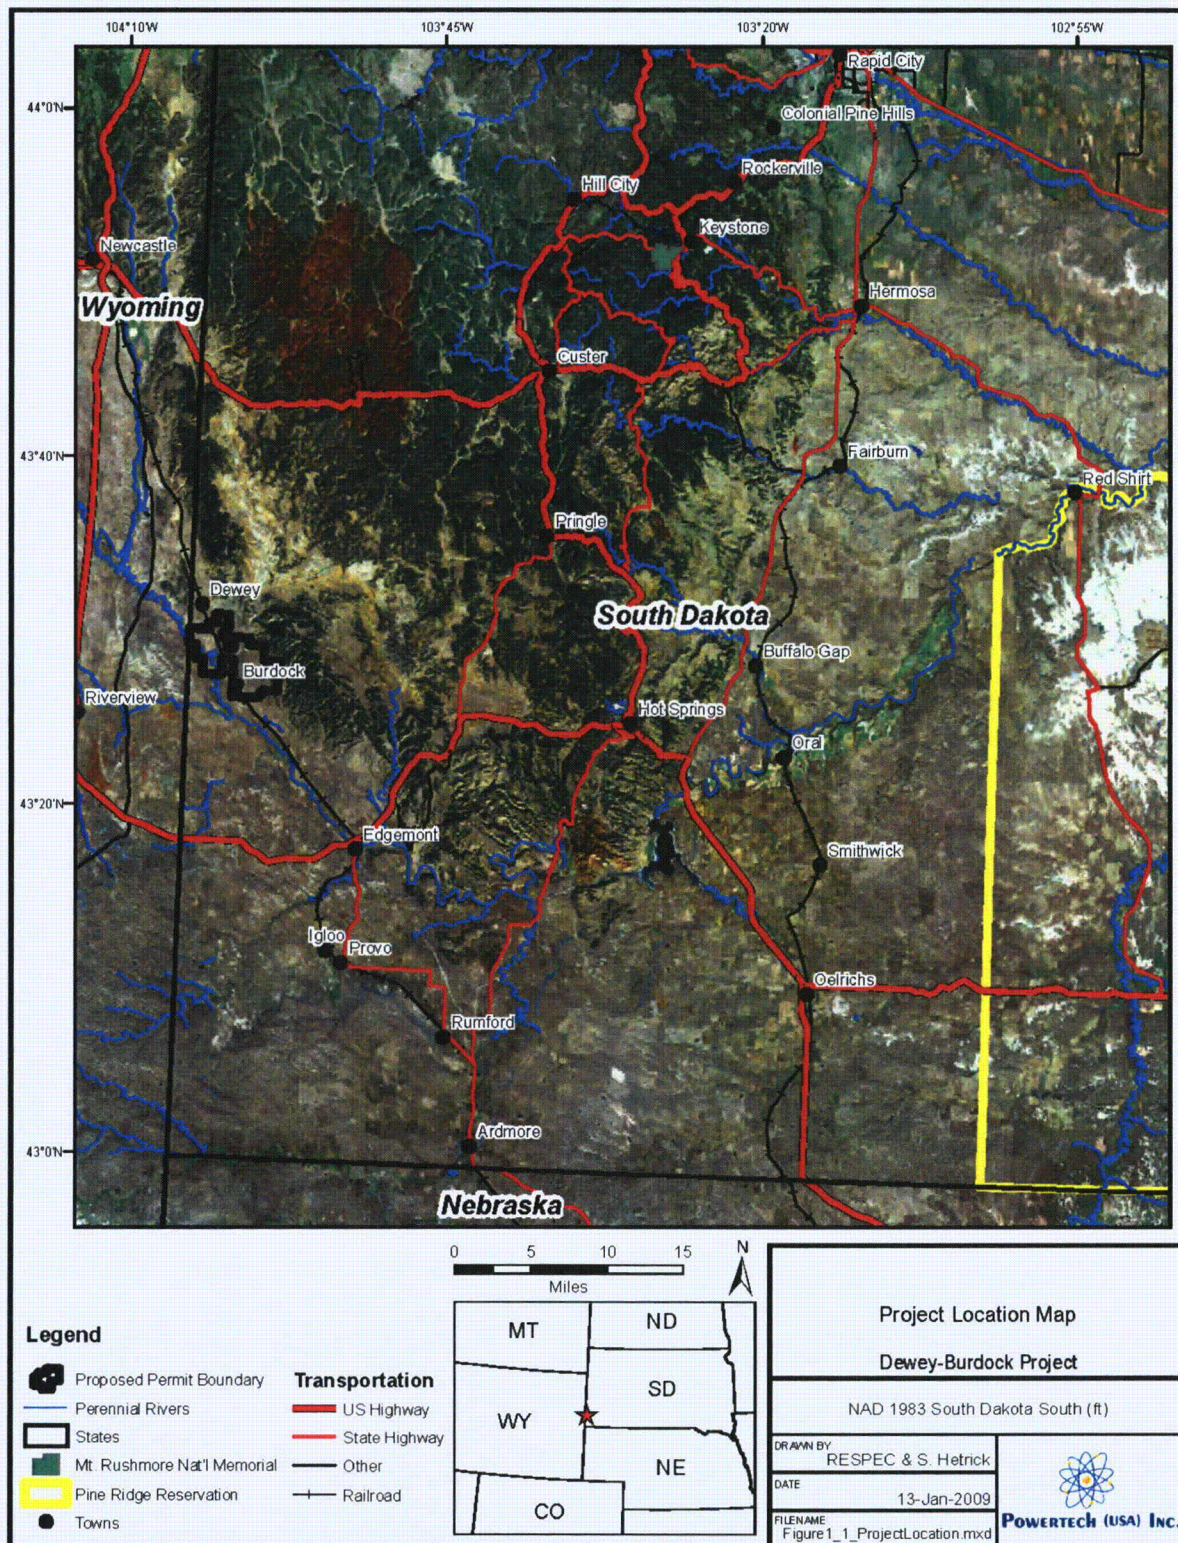 104°10'W
103°45'W
103°20'W
102°55'W
44°0'N
43°40'N
43°20'N
43°0'N
Rapid City
Colonial Pine Hills
Rockerville
Hill City
Keystone
Newcastle
Wyoming
Hermosa
Custer
Fairburn
Red Shirt
Pringle
Dewey
South Dakota
Burdock
Buffalo Gap
Riverview
Hot Springs
Oral
Edgemont
Smithwick
Igloo
Provo
Oelrichs
Rumford
Ardmore
Nebraska
0 5 10 15
Miles
N
Legend
Proposed Permit Boundary
Perennial Rivers
States
Mt. Rushmore Nat'l Memorial
Pine Ridge Reservation
Towns
Transportation
US Highway
State Highway
Other
Railroad
MT
ND
SD
WY
NE
CO
Project Location Map
Dewey-Burdock Project
NAD 1983 South Dakota South (ft)
DRAWN BY
RESPEC & S. Hetrick
DATE
13-Jan-2009
FILENAME
Figure1_1_ProjectLocation.mxd
POWERTECH (USA) INC.